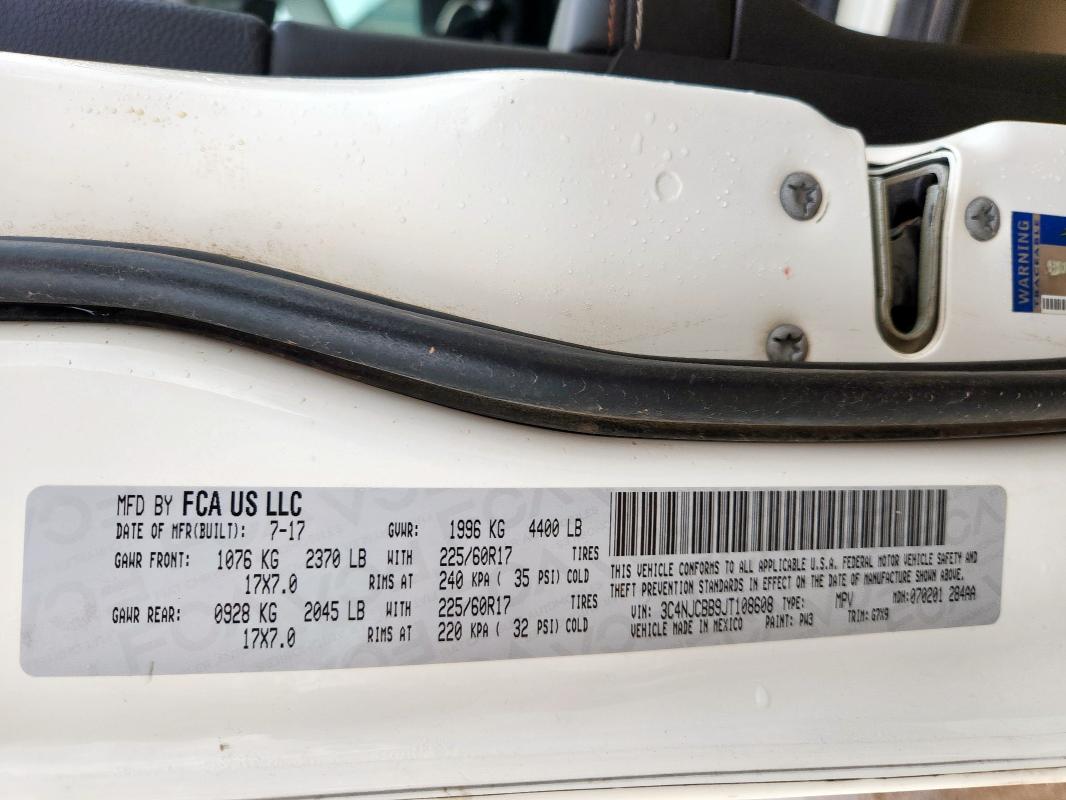 WARNING
TRACEABLE
MFD BY FCA US LLC
DATE OF MFR(BUILT): 7-17 GVWR: 1996 KG 4400 LB
GAWR FRONT: 1076 KG 2370 LB WITH 225/60R17 TIRES
17X7.0 RIMS AT 240 KPA ( 35 PSI) COLD
GAWR REAR: 0928 KG 2045 LB WITH 225/60R17 TIRES
17X7.0 RIMS AT 220 KPA ( 32 PSI) COLD
THIS VEHICLE CONFORMS TO ALL APPLICABLE U.S.A. FEDERAL MOTOR VEHICLE SAFETY AND
THEFT PREVENTION STANDARDS IN EFFECT ON THE DATE OF MANUFACTURE SHOWN ABOVE.
VIN: 3C4NJCBB9JT108608 TYPE: MPV MDH: 070201 284AA
VEHICLE MADE IN MEXICO PAINT: PW3 TRIM: G7X9